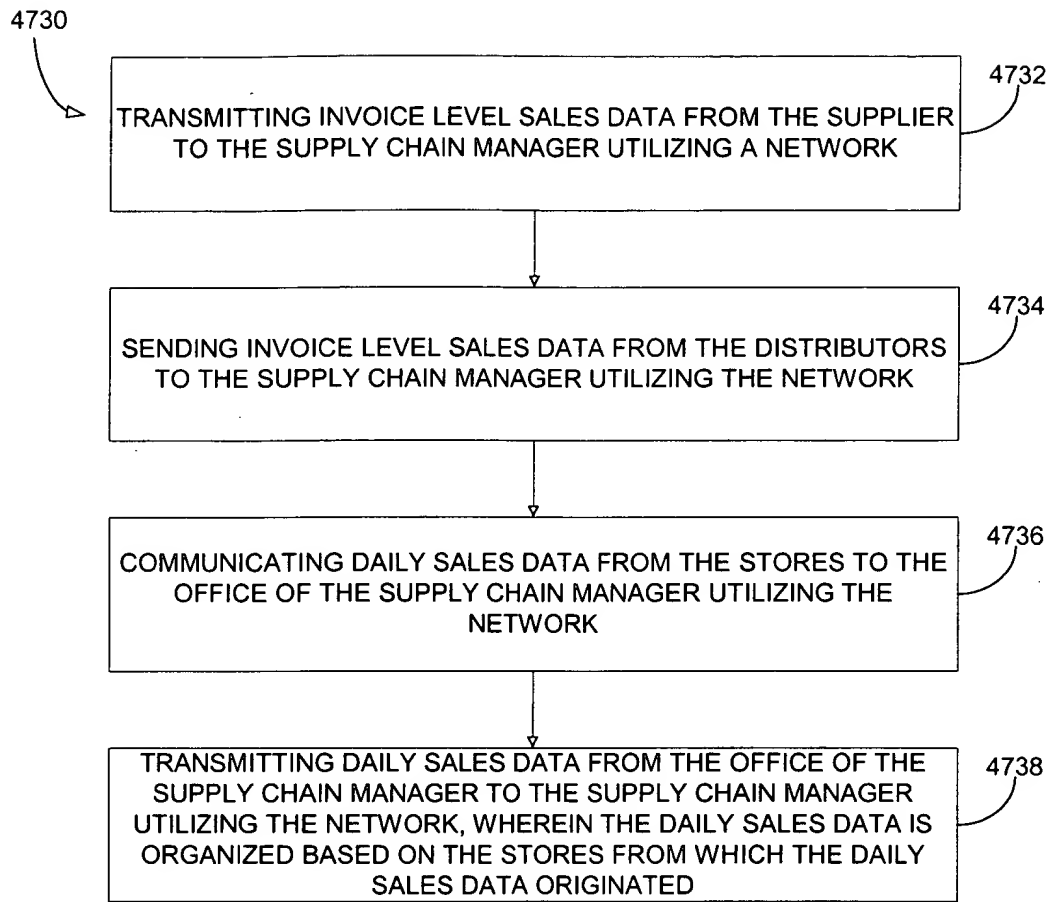 4730
4732
TRANSMITTING INVOICE LEVEL SALES DATA FROM THE SUPPLIER
TO THE SUPPLY CHAIN MANAGER UTILIZING A NETWORK
4734
SENDING INVOICE LEVEL SALES DATA FROM THE DISTRIBUTORS
TO THE SUPPLY CHAIN MANAGER UTILIZING THE NETWORK
4736
COMMUNICATING DAILY SALES DATA FROM THE STORES TO THE
OFFICE OF THE SUPPLY CHAIN MANAGER UTILIZING THE
NETWORK
4738
TRANSMITTING DAILY SALES DATA FROM THE OFFICE OF THE
SUPPLY CHAIN MANAGER TO THE SUPPLY CHAIN MANAGER
UTILIZING THE NETWORK, WHEREIN THE DAILY SALES DATA IS
ORGANIZED BASED ON THE STORES FROM WHICH THE DAILY
SALES DATA ORIGINATED